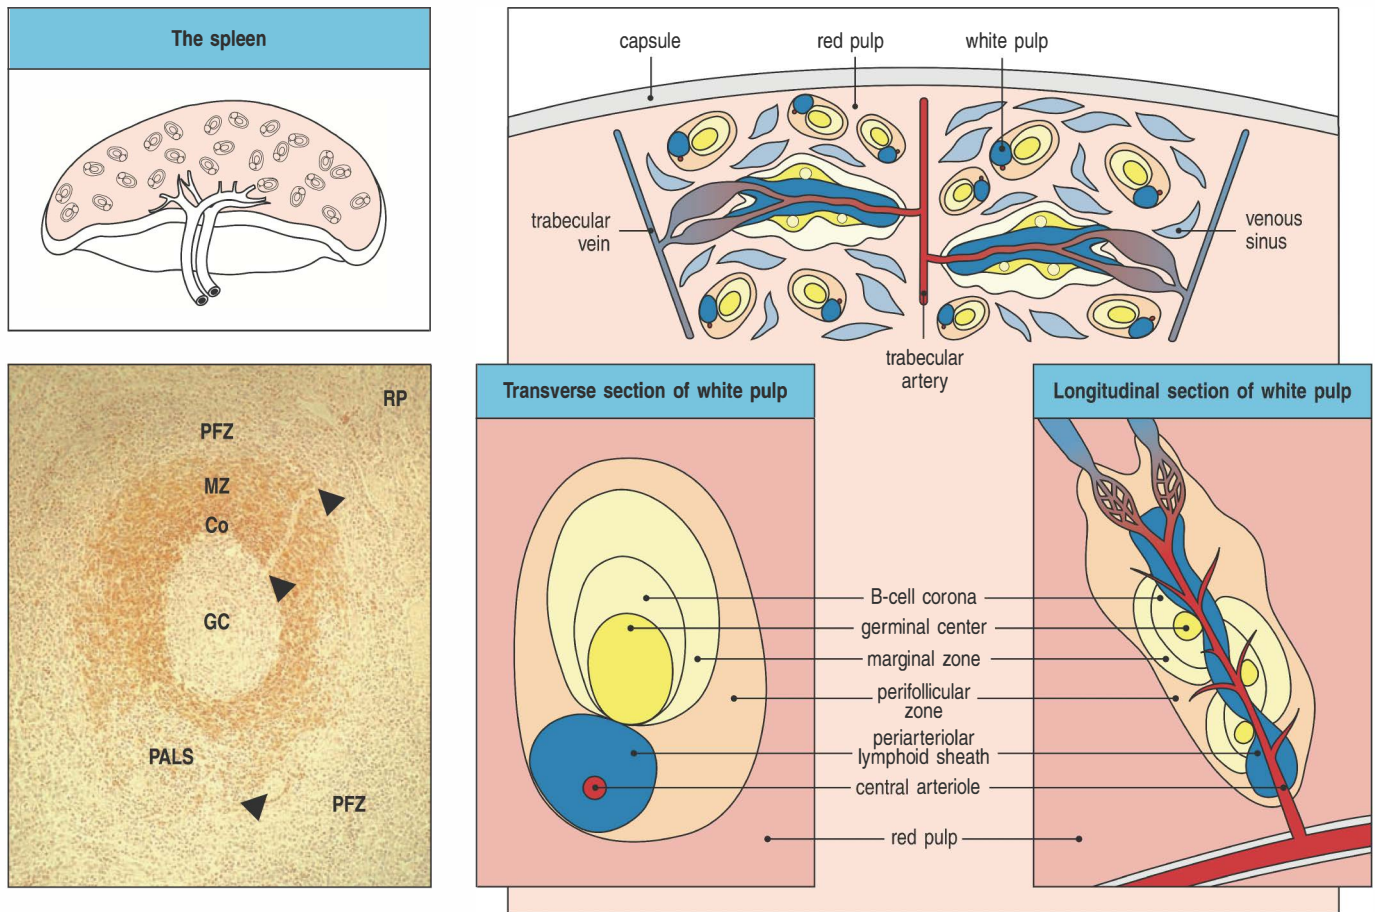 The spleen
capsule
red pulp
white pulp
trabecular
vein
venous
sinus
trabecular
artery
RP
PFZ
MZ
Co
GC
PALS
PFZ
Transverse section of white pulp
Longitudinal section of white pulp
B-cell corona
germinal center
marginal zone
perifollicular
zone
periarteriolar
lymphoid sheath
central arteriole
red pulp